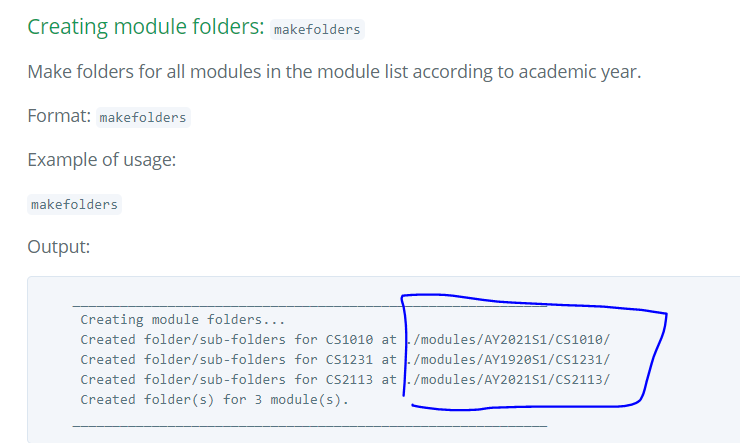 Creating module folders: makefolders
Make folders for all modules in the module list according to academic year.
Format: makefolders
Example of usage:
makefolders
Output:
____________________________________________________________
Creating module folders...
Created folder/sub-folders for CS1010 at ./modules/AY2021S1/CS1010/
Created folder/sub-folders for CS1231 at ./modules/AY1920S1/CS1231/
Created folder/sub-folders for CS2113 at ./modules/AY2021S1/CS2113/
Created folder(s) for 3 module(s).
____________________________________________________________